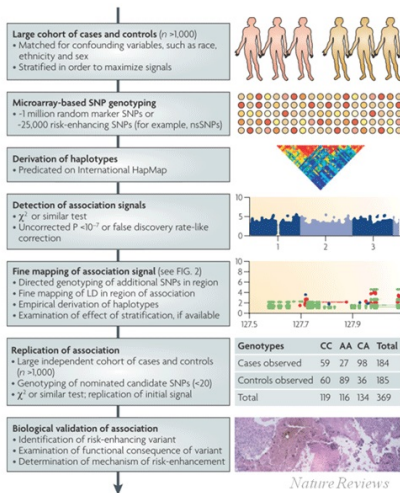 Large cohort of cases and controls (n >1,000)
• Matched for confounding variables, such as race,
ethnicity and sex
• Stratified in order to maximize signals
Microarray-based SNP genotyping
• ~1 million random marker SNPs or
~25,000 risk-enhancing SNPs (for example, nsSNPs)
Derivation of haplotypes
• Predicated on International HapMap
Detection of association signals
• χ² or similar test
• Uncorrected P <10⁻⁷ or false discovery rate-like
correction
10
5
0
1 2 3
Fine mapping of association signal (see FIG. 2)
• Directed genotyping of additional SNPs in region
• Fine mapping of LD in region of association
• Empirical derivation of haplotypes
• Examination of effect of stratification, if available
10
8
6
4
2
0
127.5 127.7 127.9
Replication of association
• Large independent cohort of cases and controls
(n >1,000)
• Genotyping of nominated candidate SNPs (<20)
• χ² or similar test; replication of initial signal
Genotypes CC AA CA Total
Cases observed 59 27 98 184
Controls observed 60 89 36 185
Total 119 116 134 369
Biological validation of association
• Identification of risk-enhancing variant
• Examination of functional consequence of variant
• Determination of mechanism of risk-enhancement
Nature Reviews